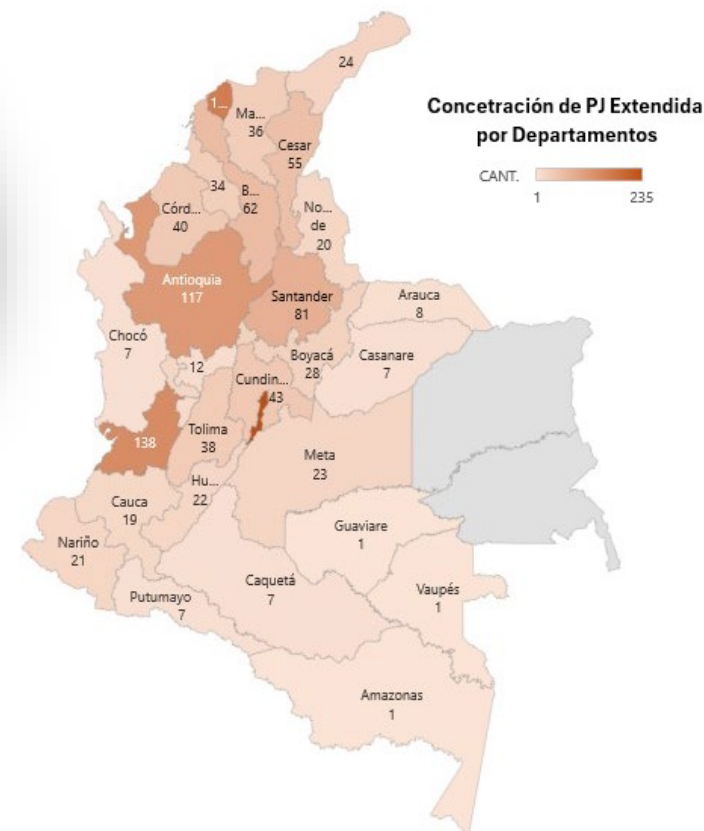 24
Concetración de PJ Extendida
por Departamentos
CANT.
1
235
1...
Ma...
36
Cesar
55
34
B...
62
Córd...
40
No...
de
20
Antioquia
117
Santander
81
Arauca
8
Chocó
7
12
Boyacá
28
Casanare
7
Cundin...
43
138
Tolima
38
Meta
23
Hu...
22
Cauca
19
Guaviare
1
Nariño
21
Caquetá
7
Vaupés
1
Putumayo
7
Amazonas
1